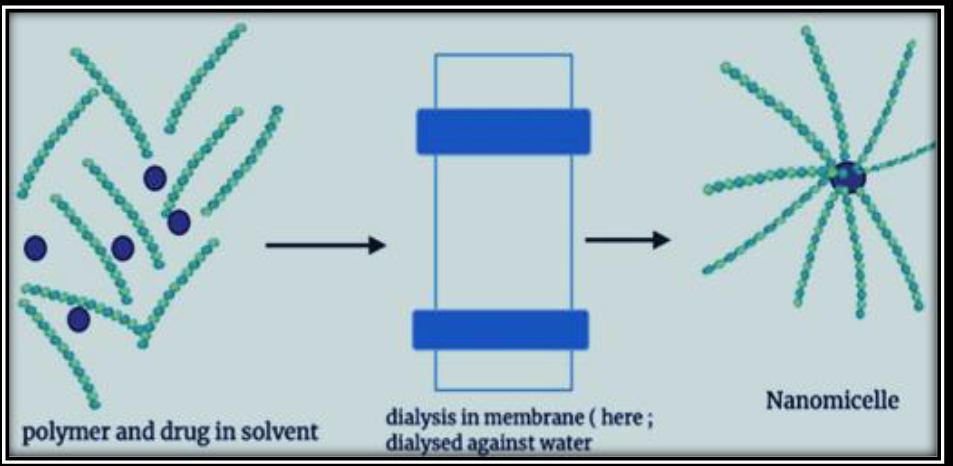 polymer and drug in solvent
dialysis in membrane ( here ;
dialysed against water
Nanomicelle